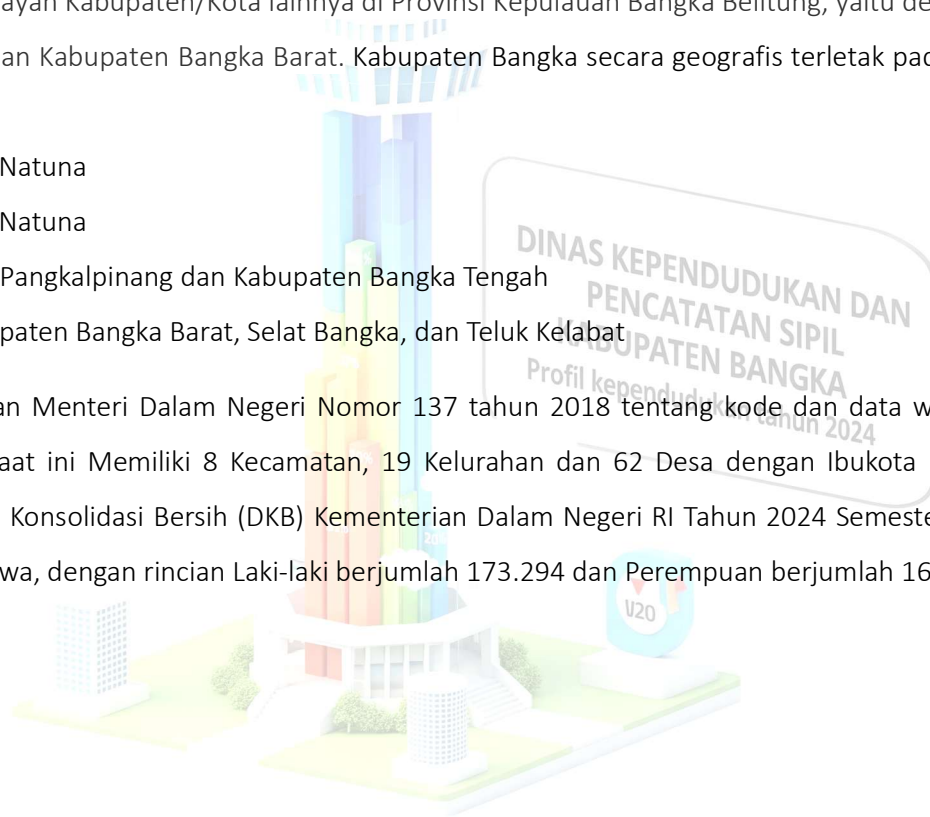 ayah Kabupaten/Kota lainnya di Provinsi Kepulauan Bangka Belitung, yaitu de
an Kabupaten Bangka Barat. Kabupaten Bangka secara geografis terletak pad
Natuna
Natuna
Pangkalpinang dan Kabupaten Bangka Tengah
paten Bangka Barat, Selat Bangka, dan Teluk Kelabat
an Menteri Dalam Negeri Nomor 137 tahun 2018 tentang kode dan data w
aat ini Memiliki 8 Kecamatan, 19 Kelurahan dan 62 Desa dengan Ibukota
Konsolidasi Bersih (DKB) Kementerian Dalam Negeri RI Tahun 2024 Semeste
wa, dengan rincian Laki-laki berjumlah 173.294 dan Perempuan berjumlah 16
DINAS KEPENDUDUKAN DAN
PENCATATAN SIPIL
KABUPATEN BANGKA
Profil kependudukan tahun 2024
V20